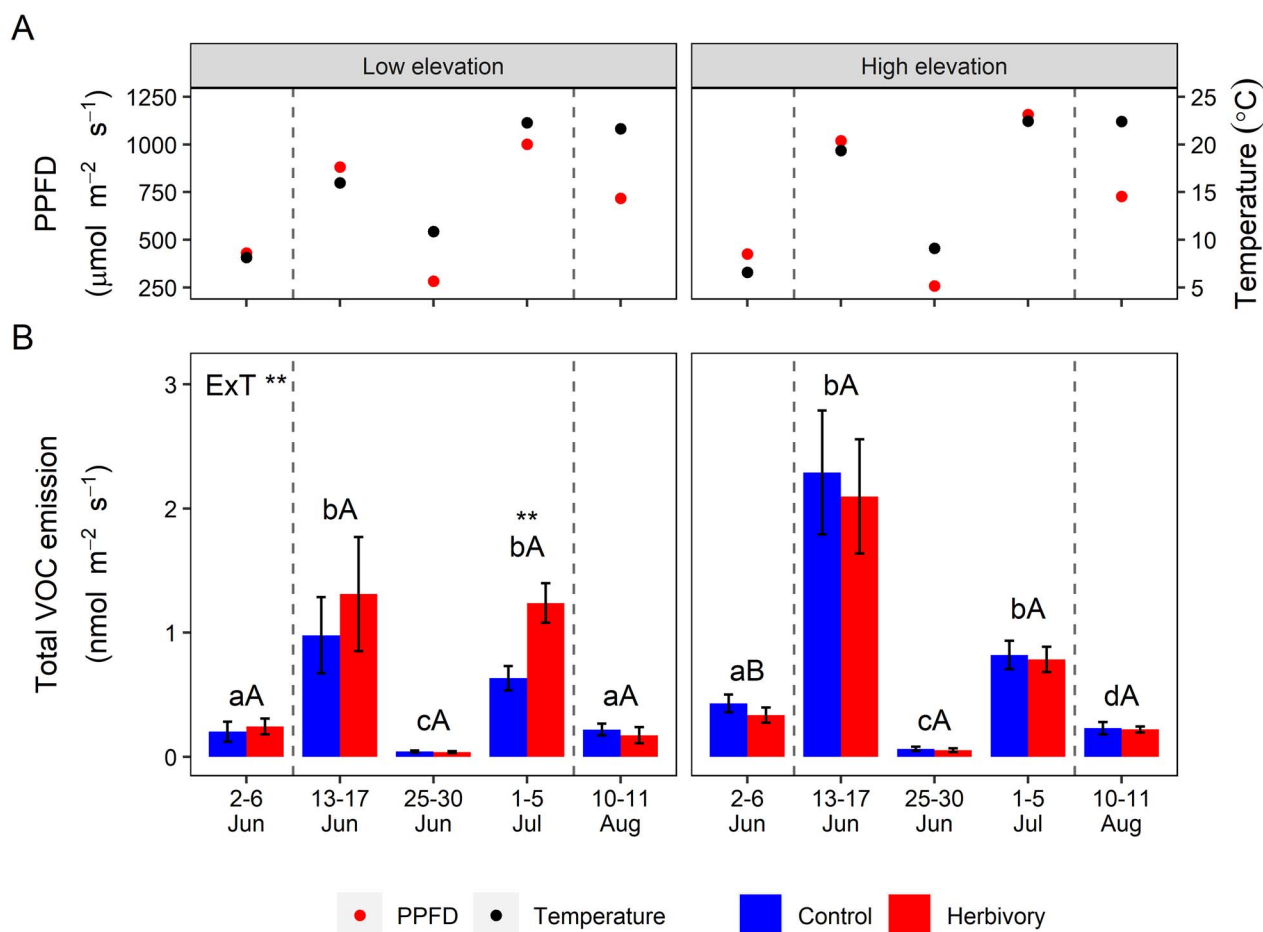 A
Low elevation
High elevation
PPFD
(μmol m−2 s−1)
1250
1000
750
500
250
25
20
15
10
5
Temperature (°C)
B
Total VOC emission
(nmol m−2 s−1)
3
2
1
0
ExT **
aA
bA
cA
**
bA
aA
aB
bA
cA
bA
dA
2-6
Jun
13-17
Jun
25-30
Jun
1-5
Jul
10-11
Aug
2-6
Jun
13-17
Jun
25-30
Jun
1-5
Jul
10-11
Aug
PPFD
Temperature
Control
Herbivory